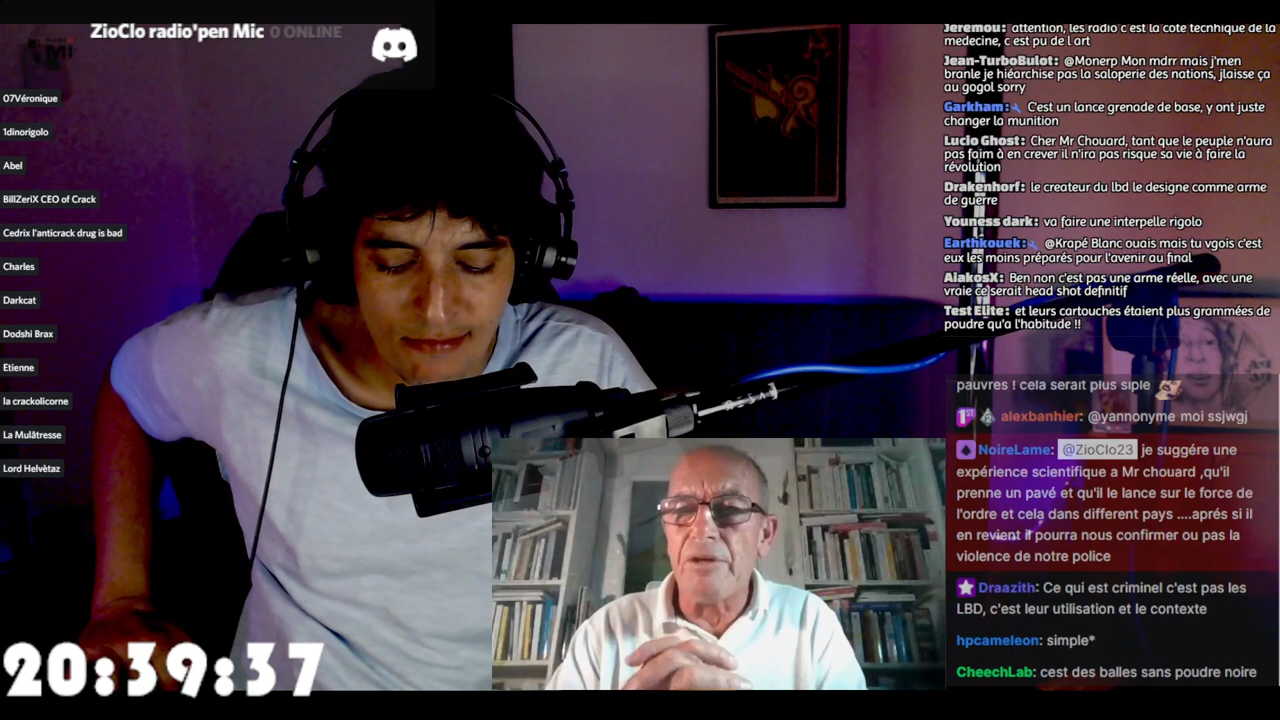 ZioClo radio'pen Mic 0 ONLINE
07Véronique
1dinorigolo
Abel
BillZeriX CEO of Crack
Cedrix l'anticrack drug is bad
Charles
Darkcat
Dodshi Brax
Etienne
la crackolicorne
La Mulâtresse
Lord Helvètaz
20:39:37
Jeremou: attention, les radio c est la cote tecnhique de la
medecine, c est pu de l art
Jean-TurboBulot: @Monerp Mon mdrr mais j'men
branle je hiéarchise pas la saloperie des nations, jlaisse ça
au gogol sorry
Garkham: C'est un lance grenade de base, y ont juste
changer la munition
Lucio Ghost: Cher Mr Chouard, tant que le peuple n'aura
pas faim à en crever il n'ira pas risque sa vie à faire la
révolution
Drakenhorf: le createur du lbd le designe comme arme
de guerre
Youness dark: va faire une interpelle rigolo
Earthkouek: @Krapé Blanc ouais mais tu vgois c'est
eux les moins préparés pour l'avenir au final
AiakosX: Ben non c'est pas une arme réelle, avec une
vraie ce serait head shot definitif
Test Elite: et leurs cartouches étaient plus grammées de
poudre qu'a l'habitude !!
pauvres ! cela serait plus siple
1ST alexbanhier: @yannonyme moi ssjwgj
NoireLame: @ZioClo23 je suggére une
expérience scientifique a Mr chouard ,qu'il
prenne un pavé et qu'il le lance sur le force de
l'ordre et cela dans different pays ....aprés si il
en revient il pourra nous confirmer ou pas la
violence de notre police
Draazith: Ce qui est criminel c'est pas les
LBD, c'est leur utilisation et le contexte
hpcameleon: simple*
CheechLab: cest des balles sans poudre noire